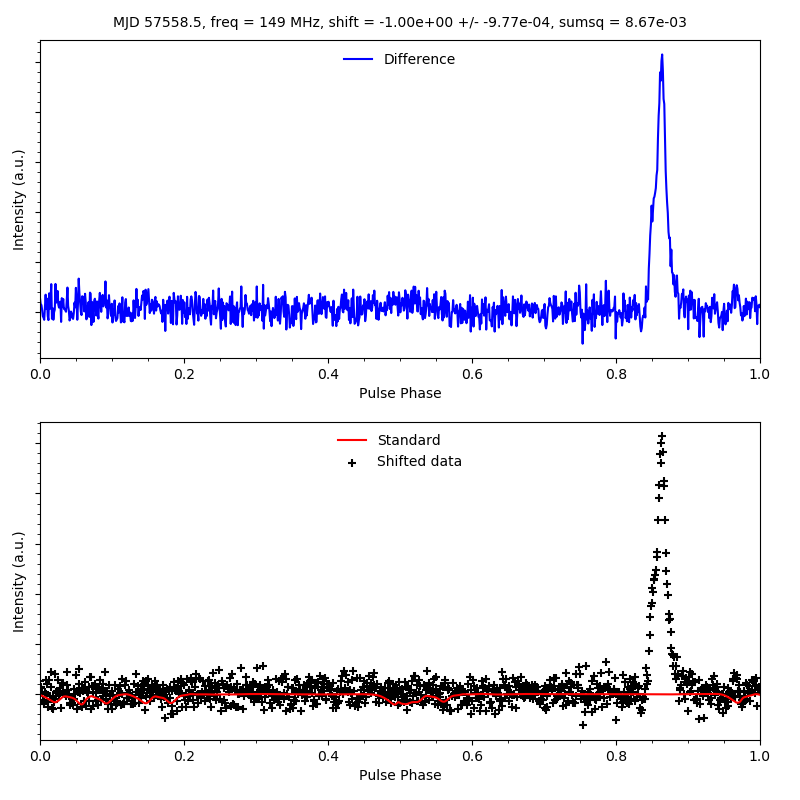 MJD 57558.5, freq = 149 MHz, shift = -1.00e+00 +/- -9.77e-04, sumsq = 8.67e-03
Difference
Intensity (a.u.)
0.0 0.2 0.4 0.6 0.8 1.0
Pulse Phase
Standard
Shifted data
Intensity (a.u.)
0.0 0.2 0.4 0.6 0.8 1.0
Pulse Phase